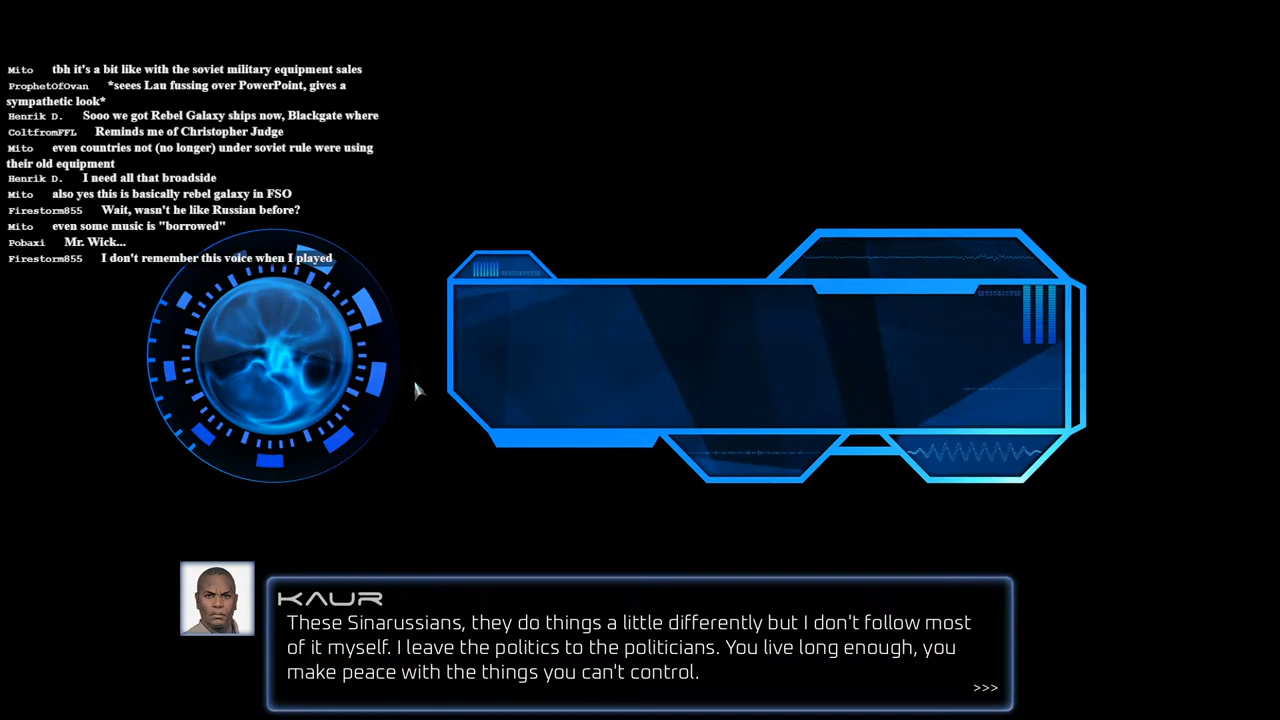 Mito tbh it's a bit like with the soviet military equipment sales
ProphetOfOvan *seees Lau fussing over PowerPoint, gives a
sympathetic look*
Henrik D. Sooo we got Rebel Galaxy ships now, Blackgate where
ColtfromFFL Reminds me of Christopher Judge
Mito even countries not (no longer) under soviet rule were using
their old equipment
Henrik D. I need all that broadside
Mito also yes this is basically rebel galaxy in FSO
Firestorm855 Wait, wasn't he like Russian before?
Mito even some music is "borrowed"
Pobaxi Mr. Wick...
Firestorm855 I don't remember this voice when I played
KAUR
These Sinarussians, they do things a little differently but I don't follow most
of it myself. I leave the politics to the politicians. You live long enough, you
make peace with the things you can't control.
>>>